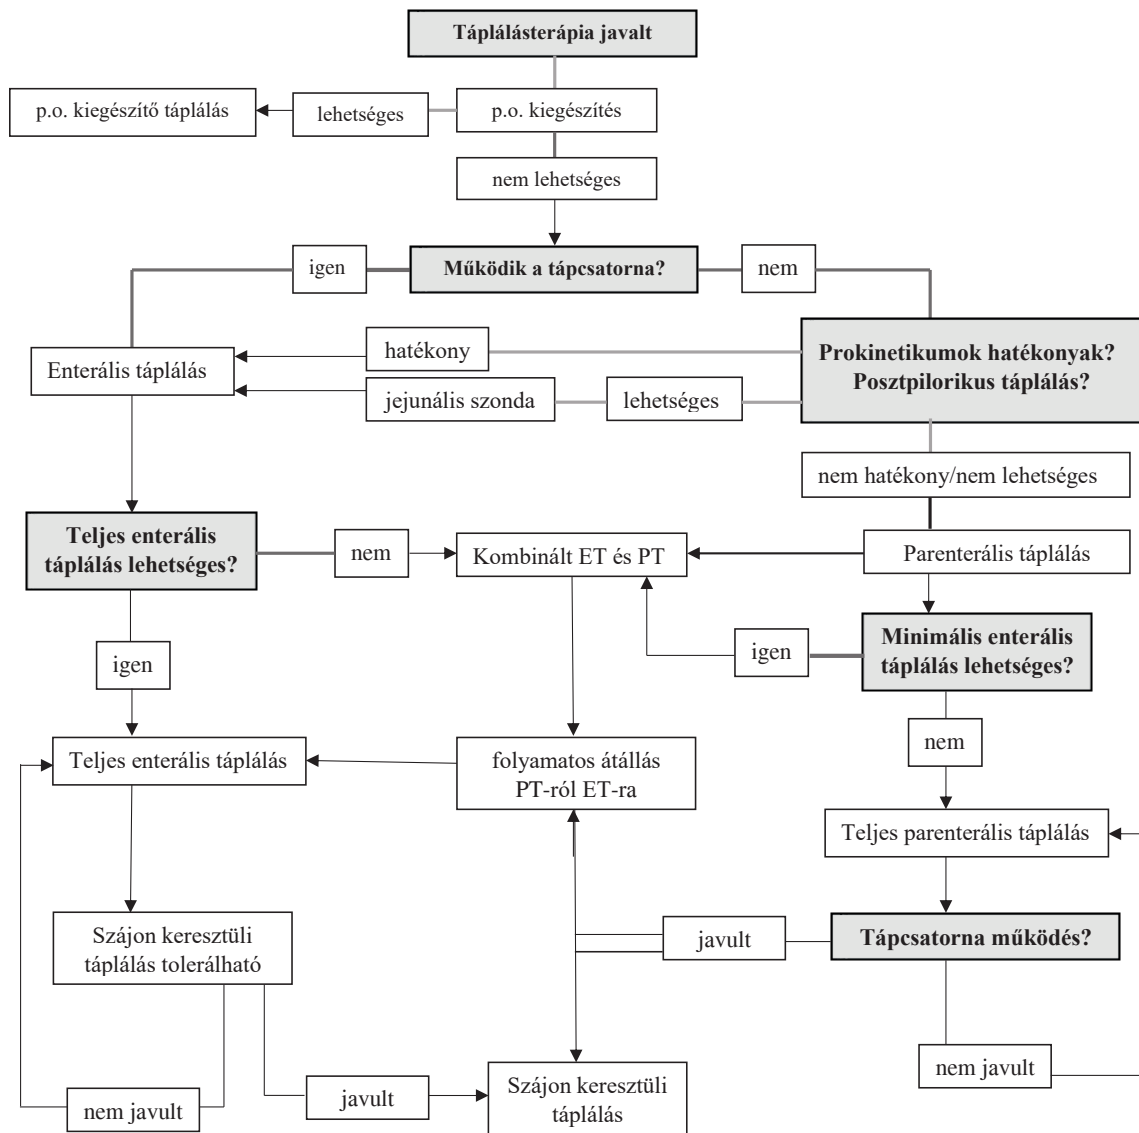 Táplálásterápia javalt
p.o. kiegészítő táplálás
lehetséges
p.o. kiegészítés
nem lehetséges
igen
Működik a tápcsatorna?
nem
Enterális táplálás
hatékony
Prokinetikumok hatékonyak?
Posztpilorikus táplálás?
jejunális szonda
lehetséges
nem hatékony/nem lehetséges
Teljes enterális
táplálás lehetséges?
nem
Kombinált ET és PT
Parenterális táplálás
igen
igen
Minimális enterális
táplálás lehetséges?
nem
Teljes enterális táplálás
folyamatos átállás
PT-ról ET-ra
Teljes parenterális táplálás
Szájon keresztüli
táplálás tolerálható
javult
Tápcsatorna működés?
nem javult
javult
Szájon keresztüli
táplálás
nem javult